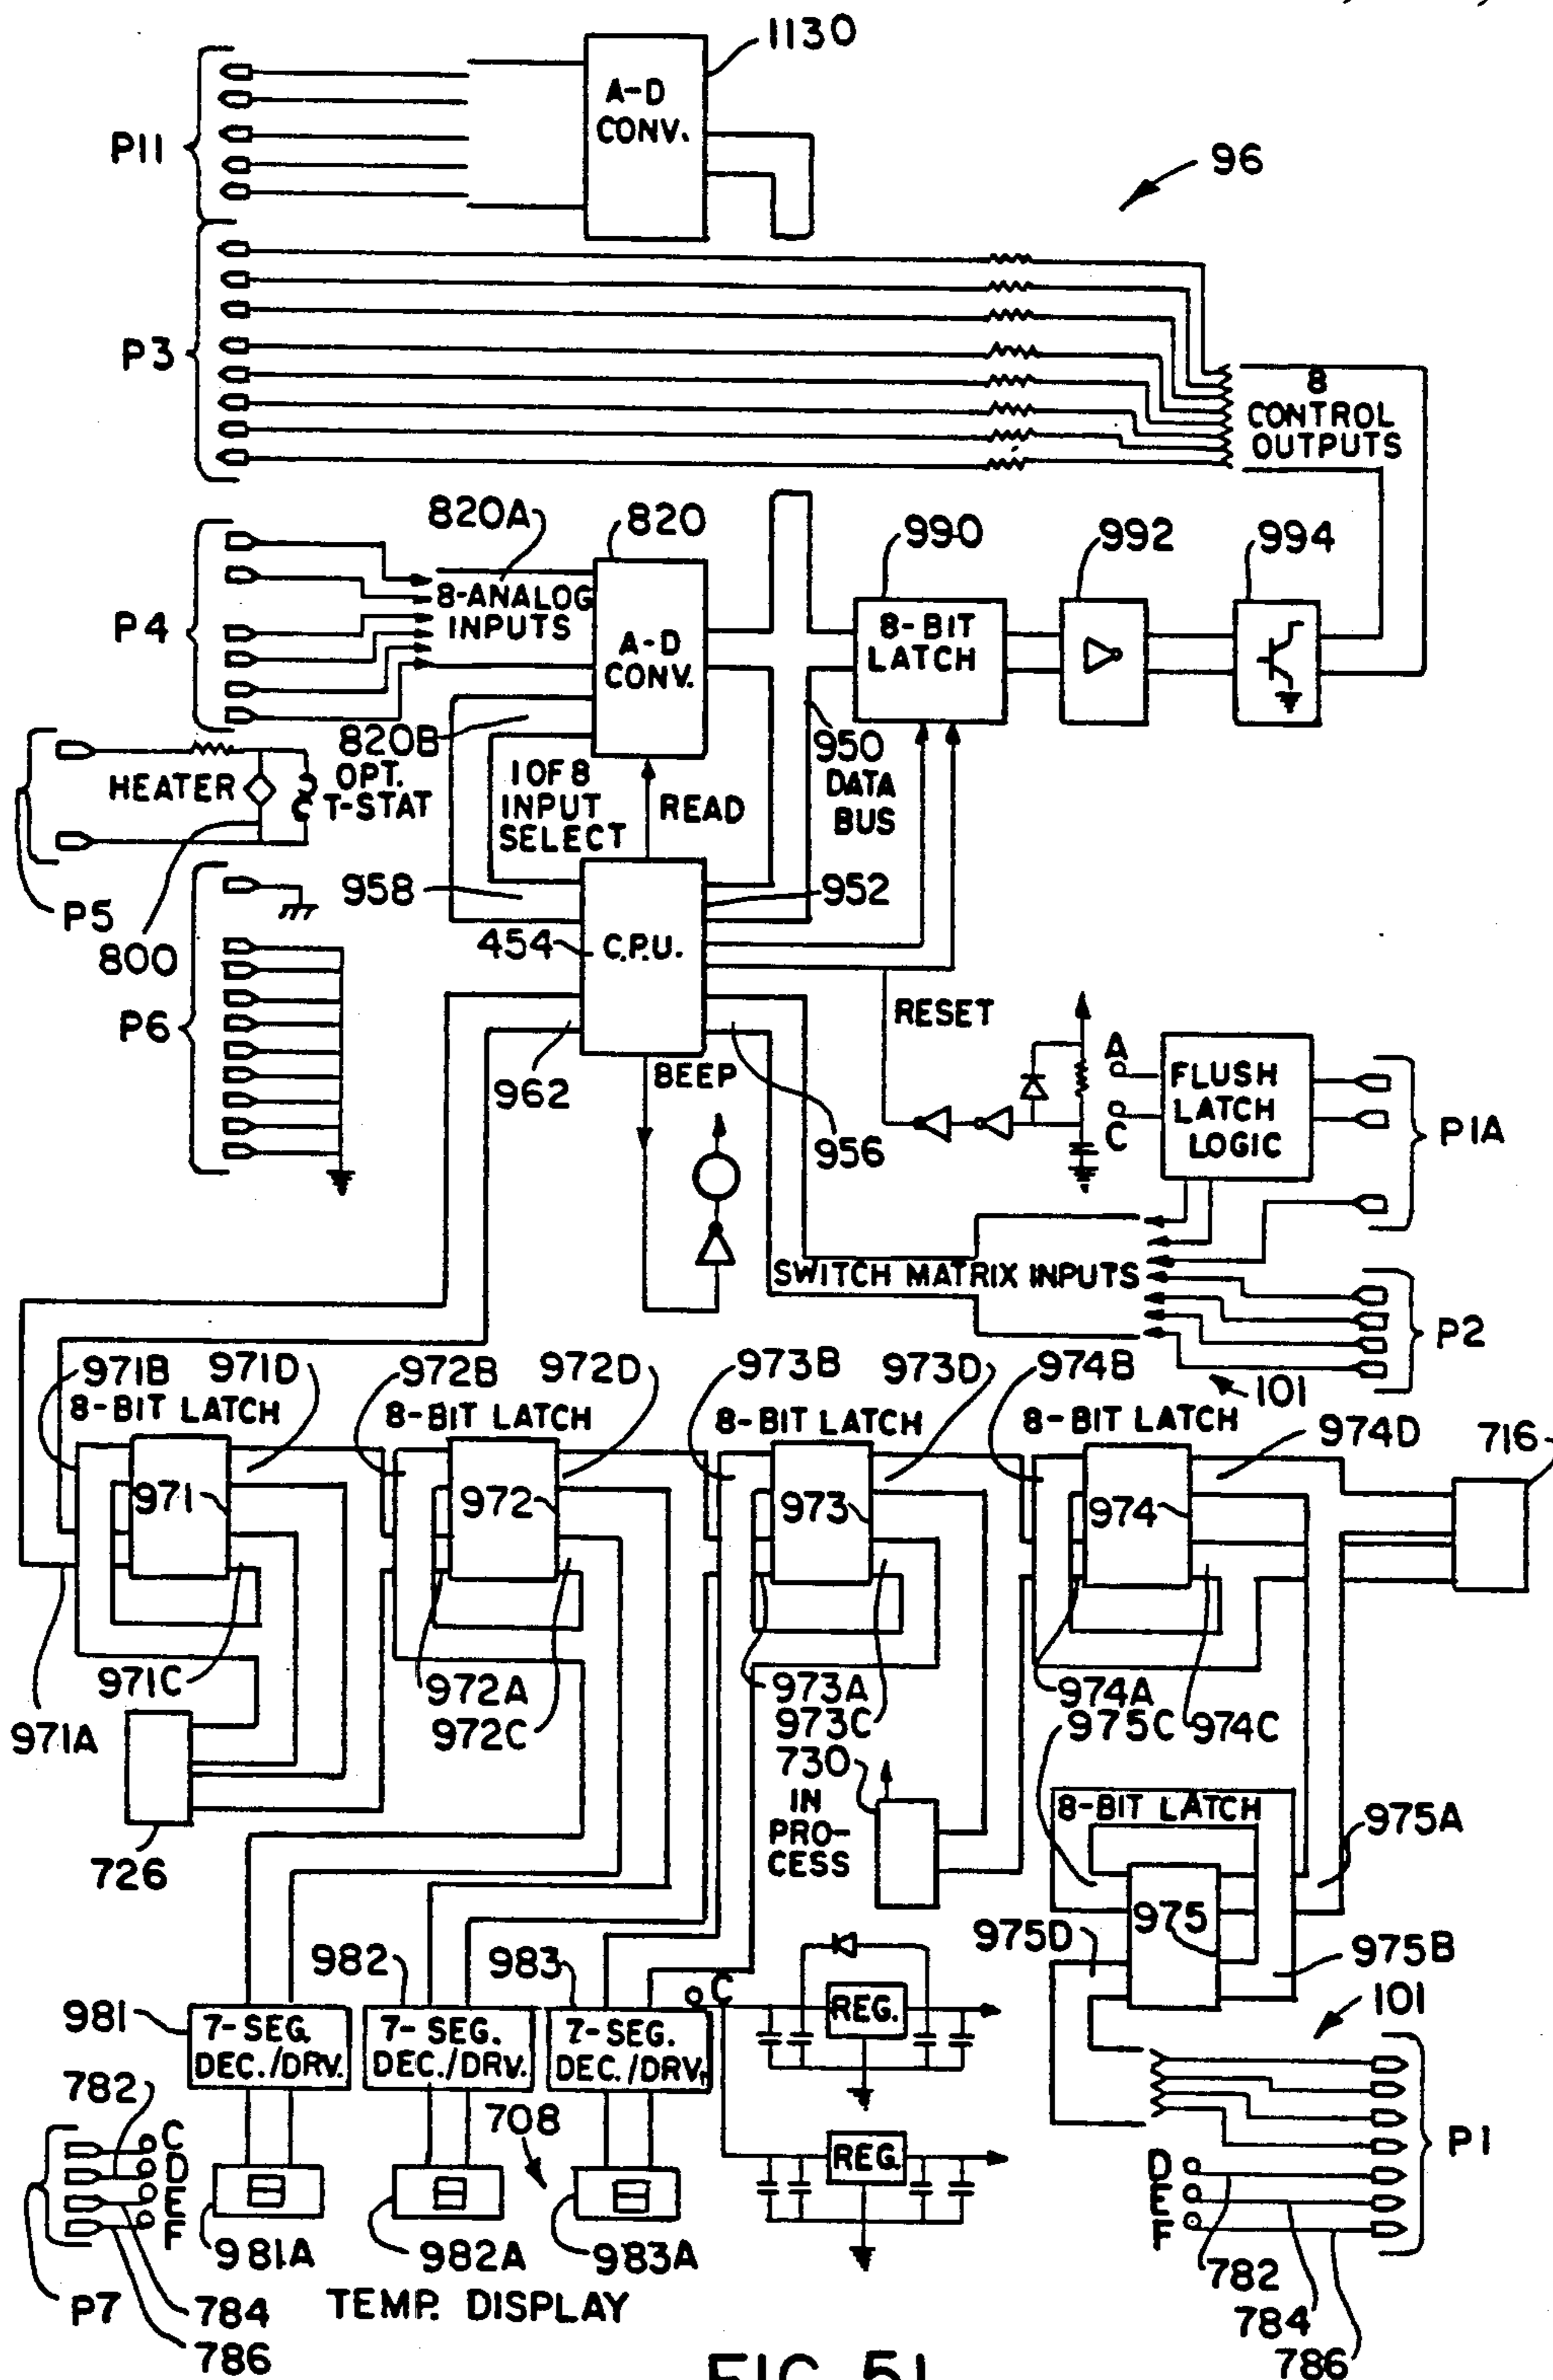 1130
A-D
CONV.
P11
96
P3
8
CONTROL
OUTPUTS
820A
820
990
992
994
8-ANALOG
INPUTS
P4
A-D
CONV.
8-BIT
LATCH
820B
950
DATA
BUS
HEATER
OPT.
T-STAT
1 OF 8
INPUT
SELECT
READ
P5
958
952
800
454
C.P.U.
P6
RESET
962
BEEP
956
A
C
FLUSH
LATCH
LOGIC
P1A
SWITCH MATRIX INPUTS
P2
101
971B
971D
972B
972D
973B
973D
974B
8-BIT LATCH
8-BIT LATCH
8-BIT LATCH
8-BIT LATCH
974D
716
971
972
973
974
971C
972A
973A
974A
971A
972C
973C
975C
974C
730
IN
PRO-
CESS
8-BIT LATCH
975A
726
975
975D
975B
982
983
C
101
981
7-SEG.
DEC./DRV.
7-SEG.
DEC./DRV.
7-SEG.
DEC./DRV.
REG.
782
708
C
D
E
F
REG.
P1
D
E
F
981A
982A
983A
782
P7
784
TEMP. DISPLAY
784
786
786
FIG. 51